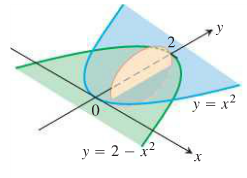 y
2
0
y = x²
y = 2 − x²
x